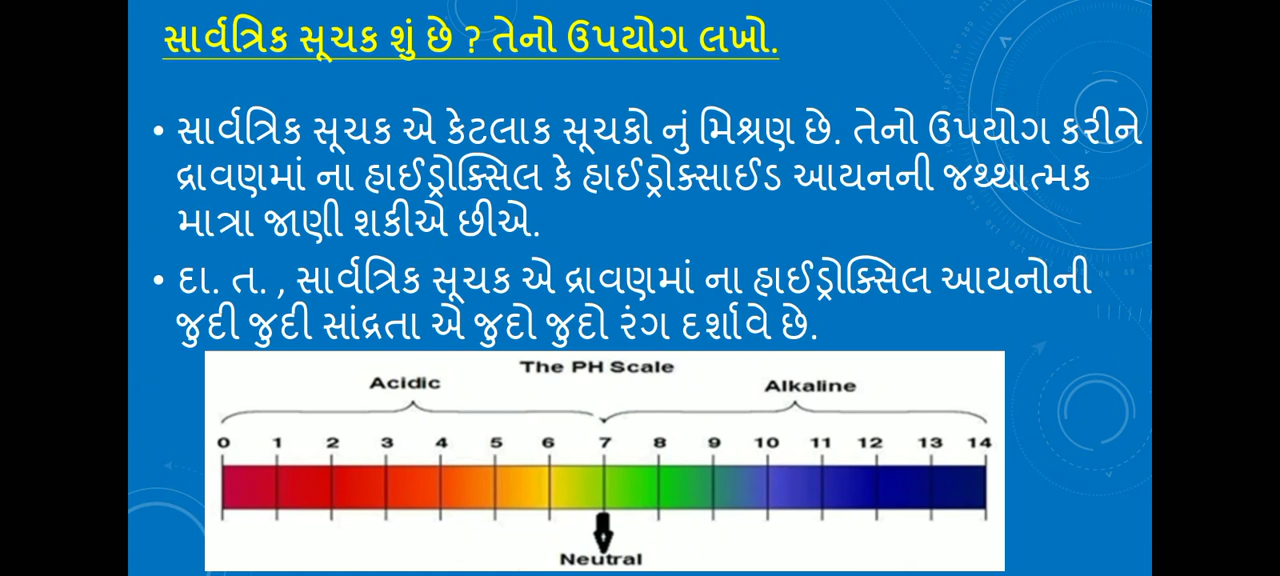 સાર્વત્રિક સૂચક શું છે ? તેનો ઉપયોગ લખો.
• સાર્વત્રિક સૂચક એ કેટલાક સૂચકો નું મિશ્રણ છે. તેનો ઉપયોગ કરીને
દ્રાવણમાં ના હાઈડ્રોક્સિલ કે હાઈડ્રોક્સાઈડ આયનની જથ્થાત્મક
માત્રા જાણી શકીએ છીએ.
• દા. ત. , સાર્વત્રિક સૂચક એ દ્રાવણમાં ના હાઈડ્રોક્સિલ આયનોની
જુદી જુદી સાંદ્રતા એ જુદો જુદો રંગ દર્શાવે છે.
The PH Scale
Acidic Alkaline
0 1 2 3 4 5 6 7 8 9 10 11 12 13 14
Neutral